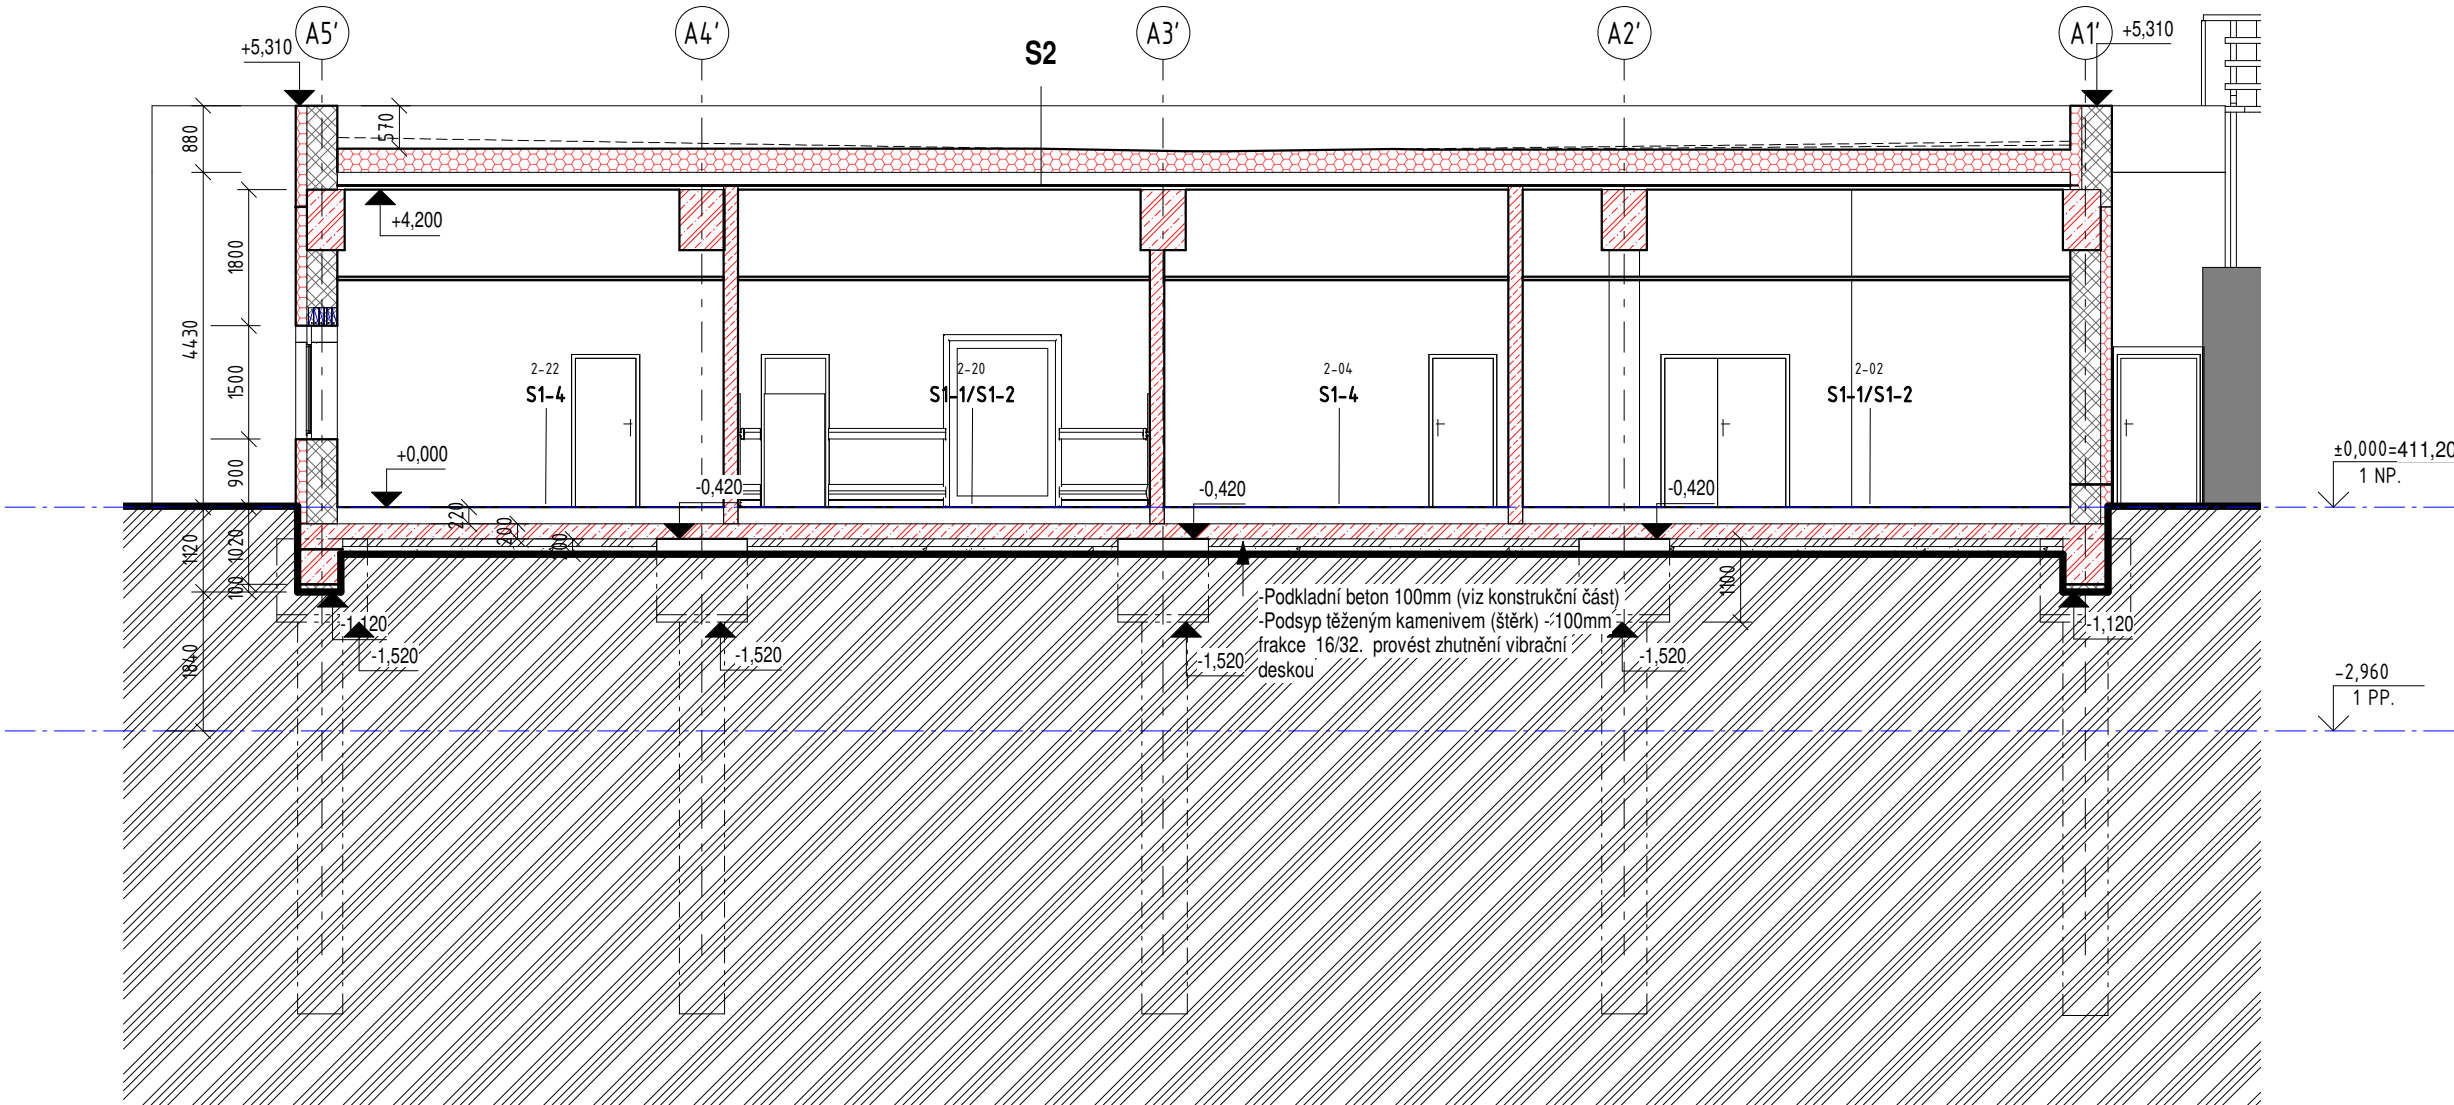 A5'
A4'
A3'
A2'
A1'
+5,310
S2
+5,310
880
570
+4,200
1800
4430
1500
900
2-22
S1-4
2-20
S1-1/S1-2
2-04
S1-4
2-02
S1-1/S1-2
+0,000
-0,420
-0,420
-0,420
±0,000=411,20
1 NP.
220
200
1120
1020
100
1100
-Podkladní beton 100mm (viz konstrukční část)
-Podsyp těženým kamenivem (štěrk) -100mm
frakce 16/32. provést zhutnění vibrační
deskou
-1,120
-1,520
-1,520
-1,520
-1,520
-1,120
1840
-2,960
1 PP.